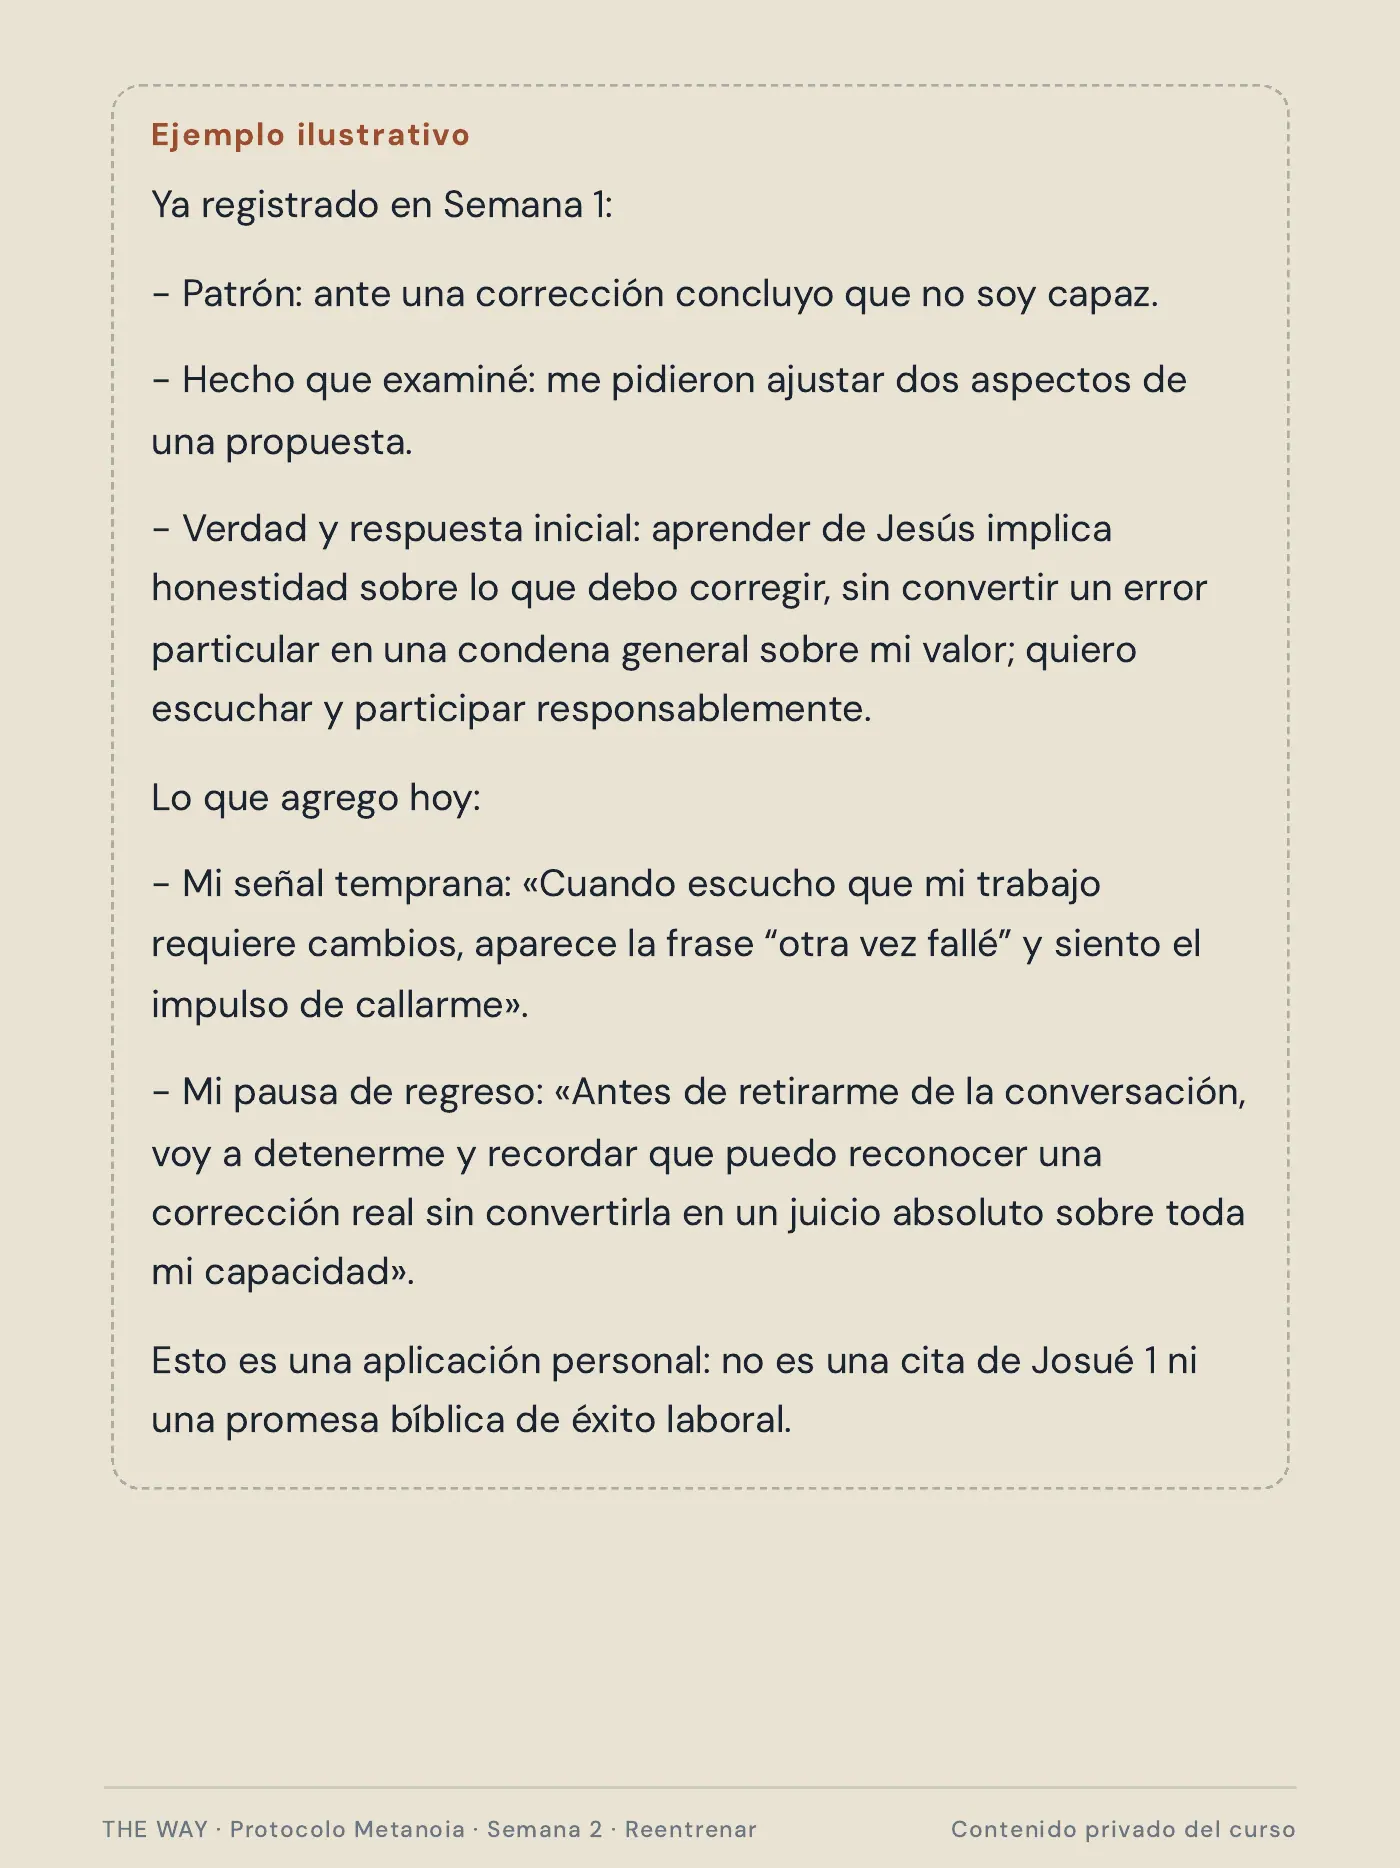 Ejemplo ilustrativo
Ya registrado en Semana 1:
– Patrón: ante una corrección concluyo que no soy capaz.
– Hecho que examiné: me pidieron ajustar dos aspectos de
una propuesta.
– Verdad y respuesta inicial: aprender de Jesús implica
honestidad sobre lo que debo corregir, sin convertir un error
particular en una condena general sobre mi valor; quiero
escuchar y participar responsablemente.
Lo que agrego hoy:
– Mi señal temprana: «Cuando escucho que mi trabajo
requiere cambios, aparece la frase “otra vez fallé” y siento el
impulso de callarme».
– Mi pausa de regreso: «Antes de retirarme de la conversación,
voy a detenerme y recordar que puedo reconocer una
corrección real sin convertirla en un juicio absoluto sobre toda
mi capacidad».
Esto es una aplicación personal: no es una cita de Josué 1 ni
una promesa bíblica de éxito laboral.
THE WAY · Protocolo Metanoia · Semana 2 · Reentrenar
Contenido privado del curso